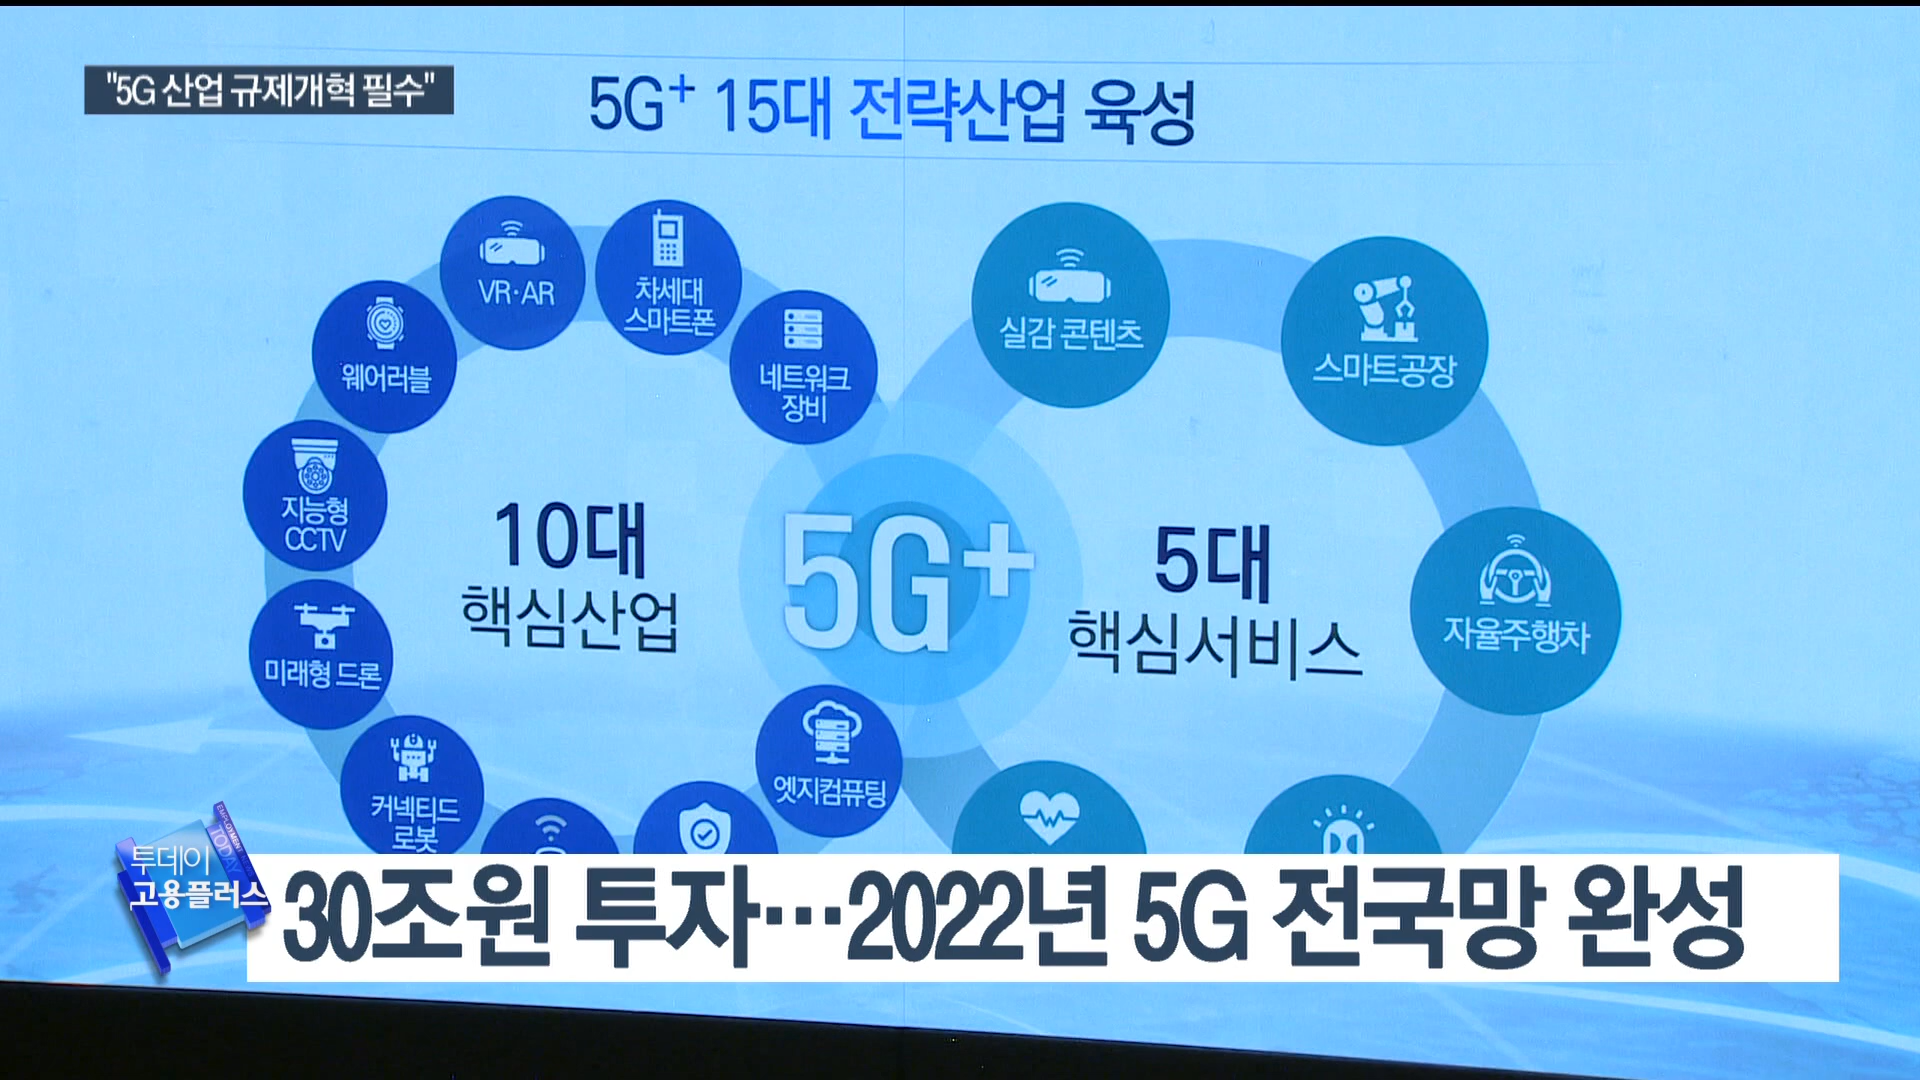 "5G 산업 규제개혁 필수"
5G+ 15대 전략산업 육성
VR·AR
차세대
스마트폰
네트워크
장비
웨어러블
지능형
CCTV
미래형 드론
커넥티드
로봇
엣지컴퓨팅
10대
핵심산업
5G+
실감 콘텐츠
스마트공장
자율주행차
5대
핵심서비스
EMPLOYMENT
TODAY
투데이
고용플러스
30조원 투자…2022년 5G 전국망 완성